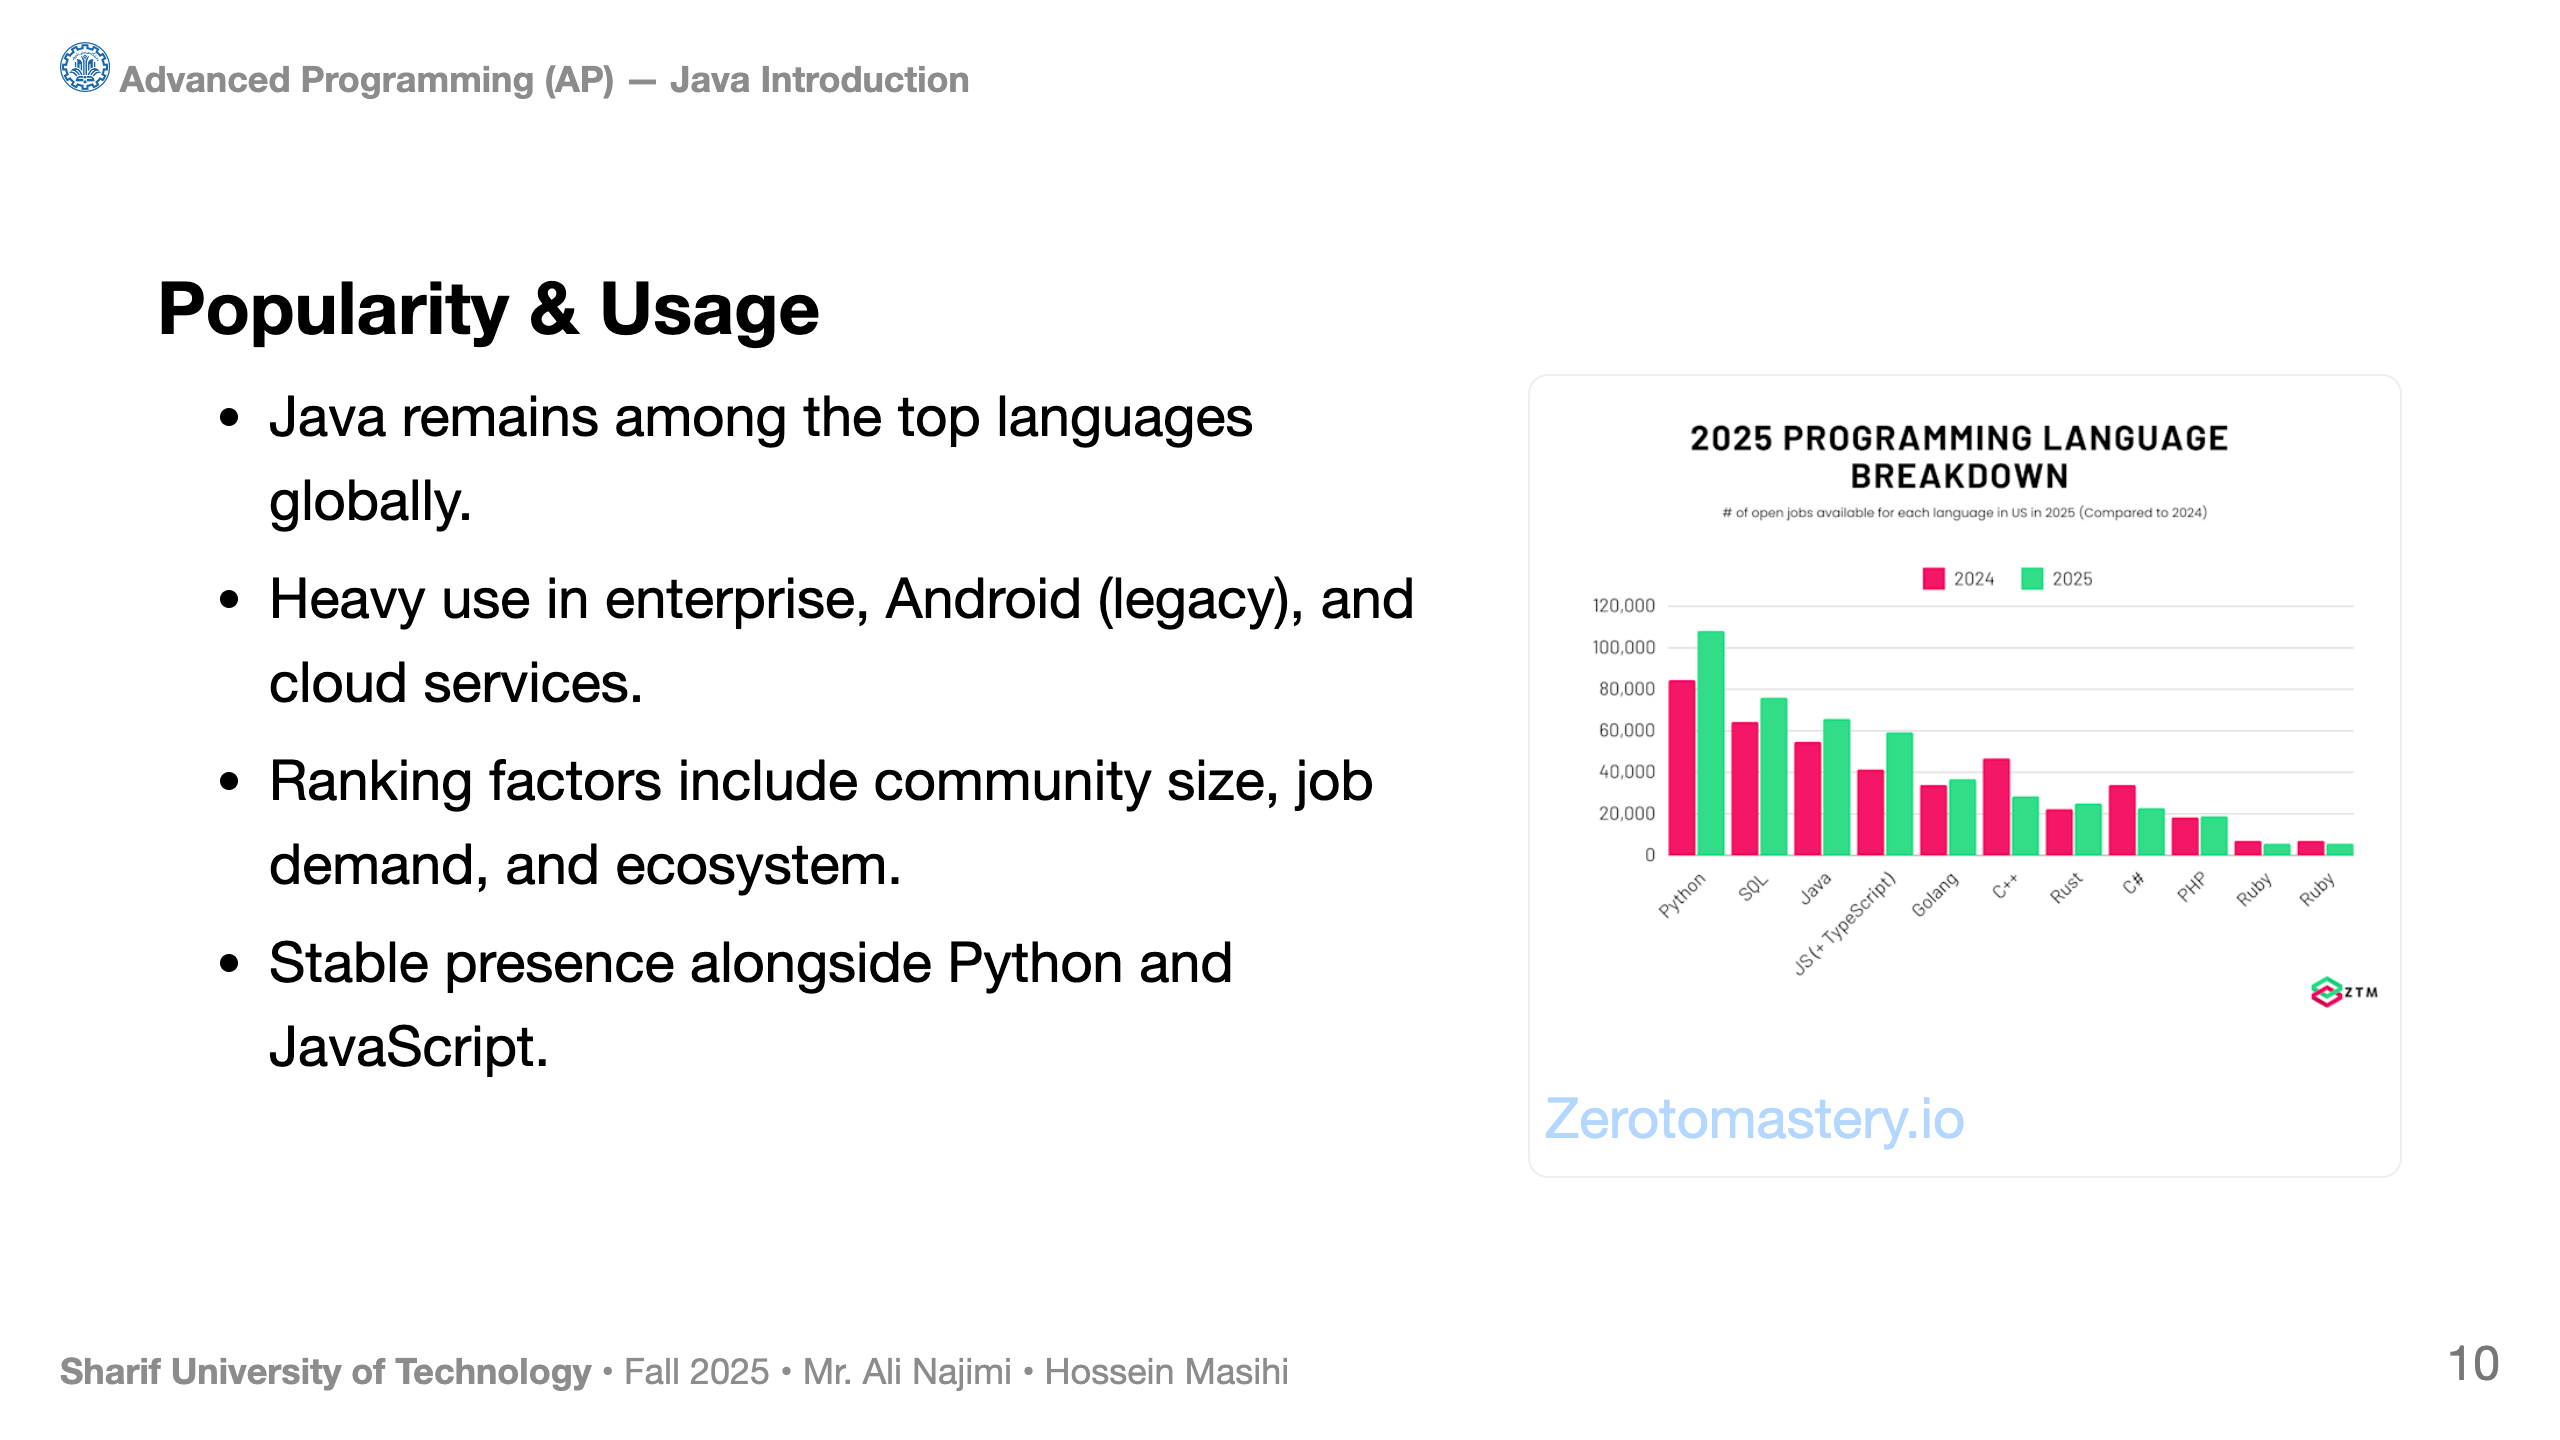 Advanced Programming (AP) — Java Introduction
Popularity & Usage
• Java remains among the top languages
globally.
• Heavy use in enterprise, Android (legacy), and
cloud services.
• Ranking factors include community size, job
demand, and ecosystem.
• Stable presence alongside Python and
JavaScript.
2025 PROGRAMMING LANGUAGE
BREAKDOWN
# of open jobs available for each language in US in 2025 (Compared to 2024)
2024 2025
120,000
100,000
80,000
60,000
40,000
20,000
0
Python
SQL
Java
JS (+ TypeScript)
Golang
C++
Rust
C#
PHP
Ruby
Ruby
ZTM
Zerotomastery.io
Sharif University of Technology • Fall 2025 • Mr. Ali Najimi • Hossein Masihi
10